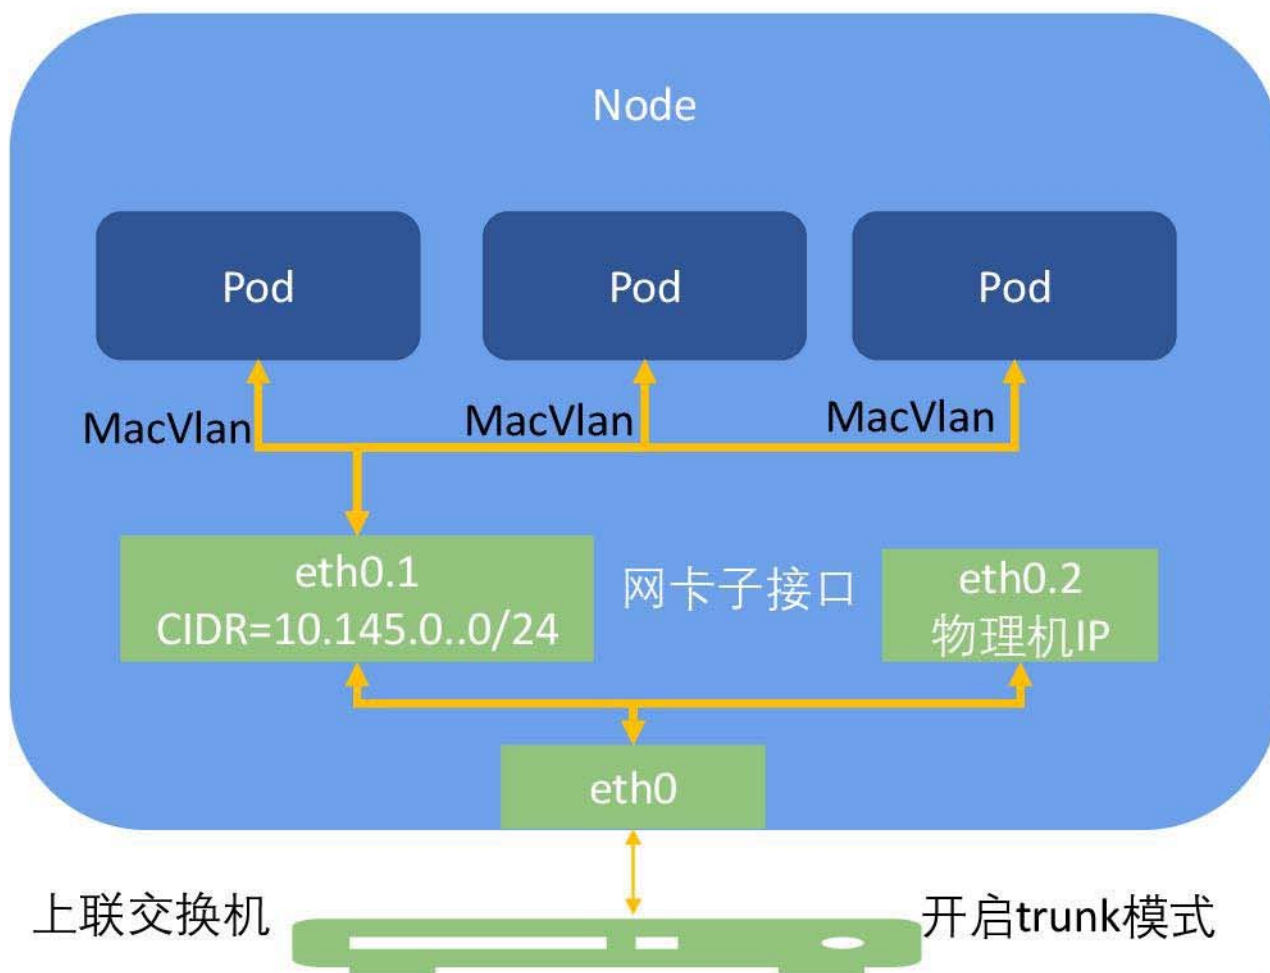 Node
Pod
Pod
Pod
MacVlan
MacVlan
MacVlan
eth0.1
CIDR=10.145.0..0/24
网卡子接口
eth0.2
物理机IP
eth0
上联交换机
开启trunk模式